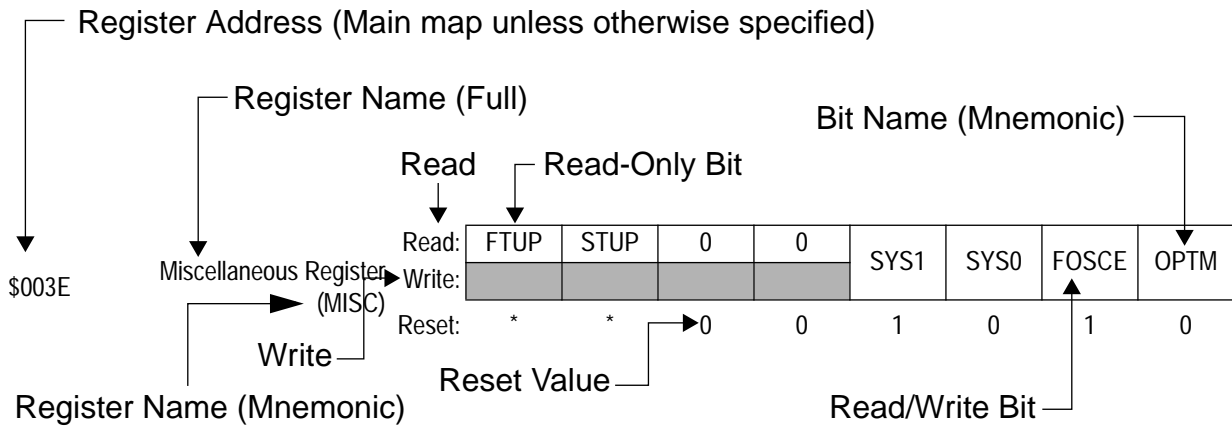 Register Address (Main map unless otherwise specified)
Register Name (Full)
Bit Name (Mnemonic)
Read
Read-Only Bit
Read: FTUP STUP 0 0 SYS1 SYS0 FOSCE OPTM
$003E Miscellaneous Register Write:
(MISC)
Reset: * * 0 0 1 0 1 0
Write
Reset Value
Register Name (Mnemonic)
Read/Write Bit